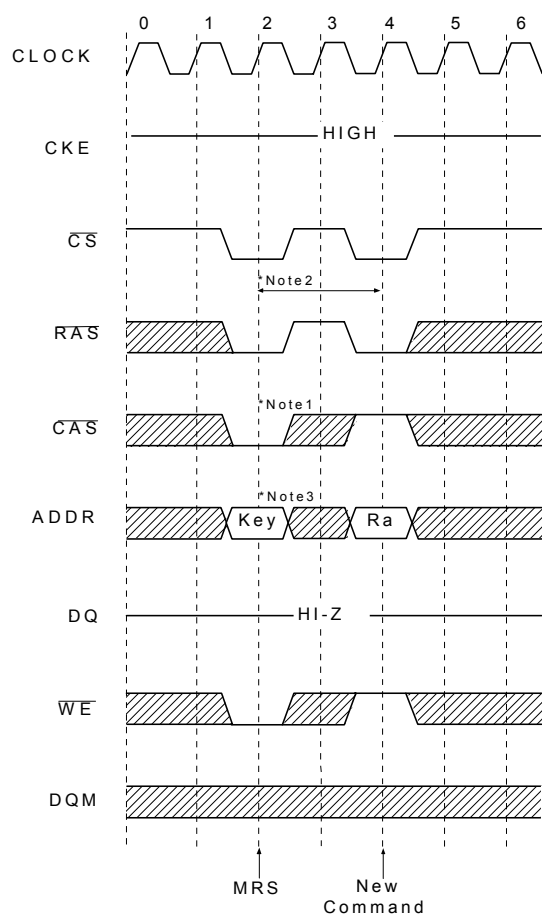 0 1 2 3 4 5 6
CLOCK
CKE
HIGH
CS
*Note2
RAS
*Note1
CAS
*Note3
ADDR
Key
Ra
DQ
HI-Z
WE
DQM
MRS
New
Command